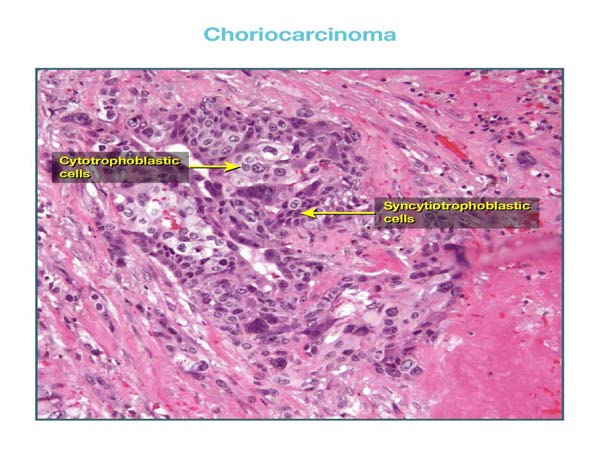 Choriocarcinoma
Cytotrophoblastic
cells
Syncytiotrophoblastic
cells